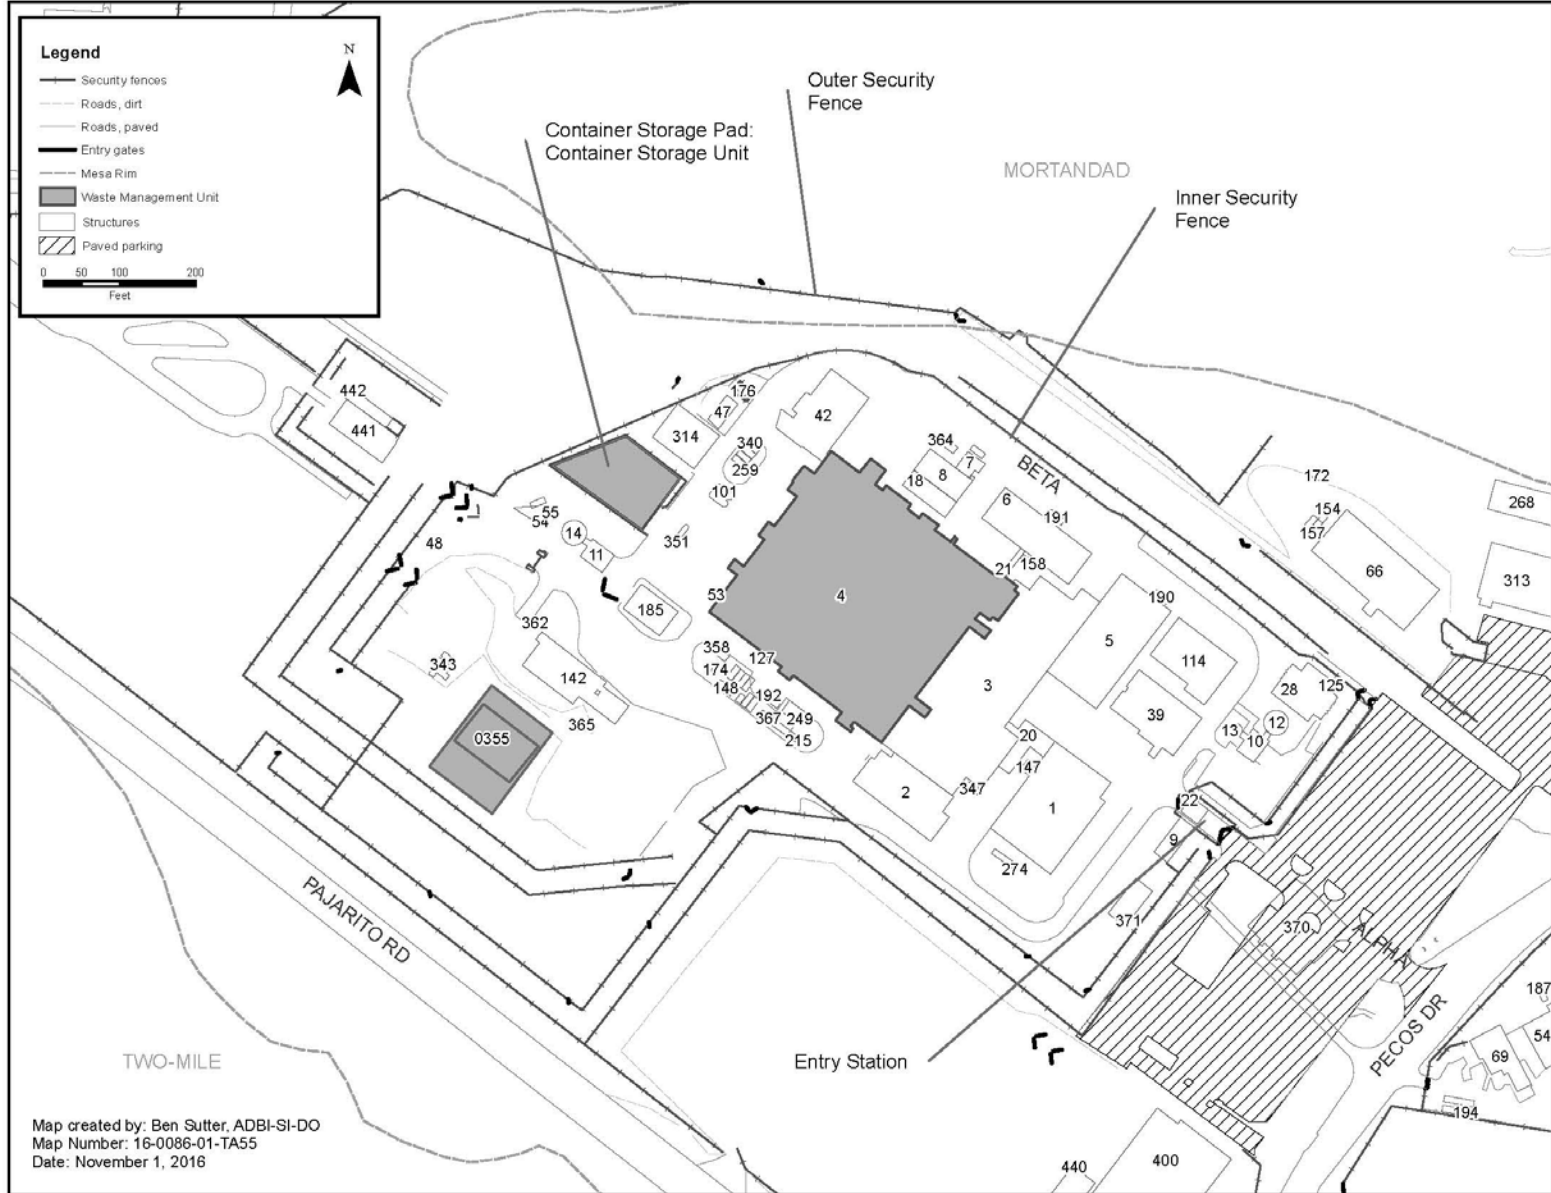 Legend
N
Security fences
Roads, dirt
Roads, paved
Entry gates
Mesa Rim
Waste Management Unit
Structures
Paved parking
0 50 100 200
Feet
Outer Security
Fence
Container Storage Pad:
Container Storage Unit
MORTANDAD
Inner Security
Fence
442
441
176
47
42
314
340
259
101
364
7
8
18
BETA
6
191
172
268
154
157
66
313
55
54
14
11
351
48
21
158
53
4
185
190
5
362
114
358
127
174
148
192
367
249
215
343
142
365
0355
3
28
125
39
13
12
10
20
147
2
347
1
22
9
274
371
370
ALPHA
PAJARITO RD
187
54
PECOS DR
69
194
TWO-MILE
Entry Station
440
400
Map created by: Ben Sutter, ADBI-SI-DO
Map Number: 16-0086-01-TA55
Date: November 1, 2016